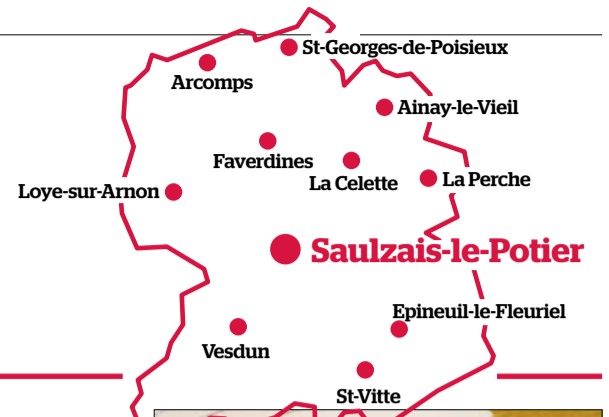 St-Georges-de-Poisieux
Arcomps
Ainay-le-Vieil
Faverdines
La Celette
La Perche
Loye-sur-Arnon
Saulzais-le-Potier
Epineuil-le-Fleuriel
Vesdun
St-Vitte